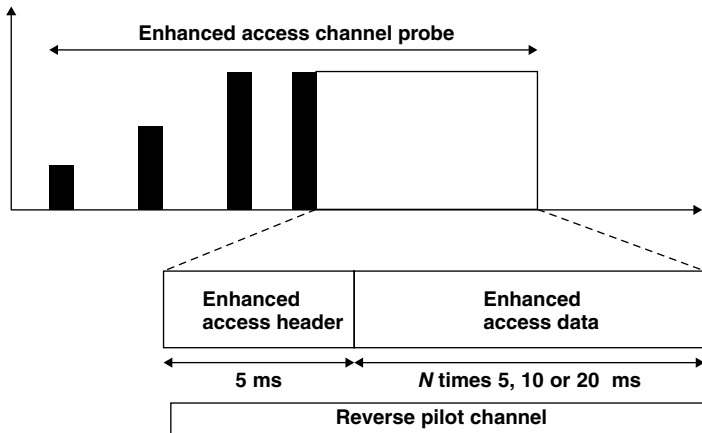 Enhanced access channel probe
Enhanced
access header
Enhanced
access data
5 ms
N times 5, 10 or 20 ms
Reverse pilot channel